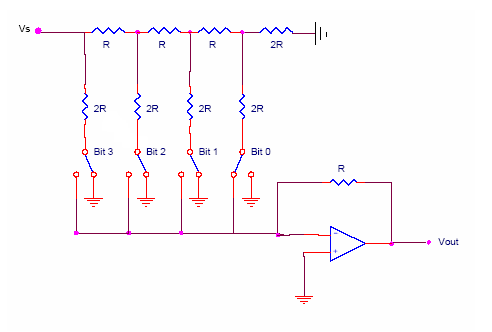 Vs
R R R 2R
2R 2R 2R 2R
Bit 3 Bit 2 Bit 1 Bit 0
R
−
+
Vout